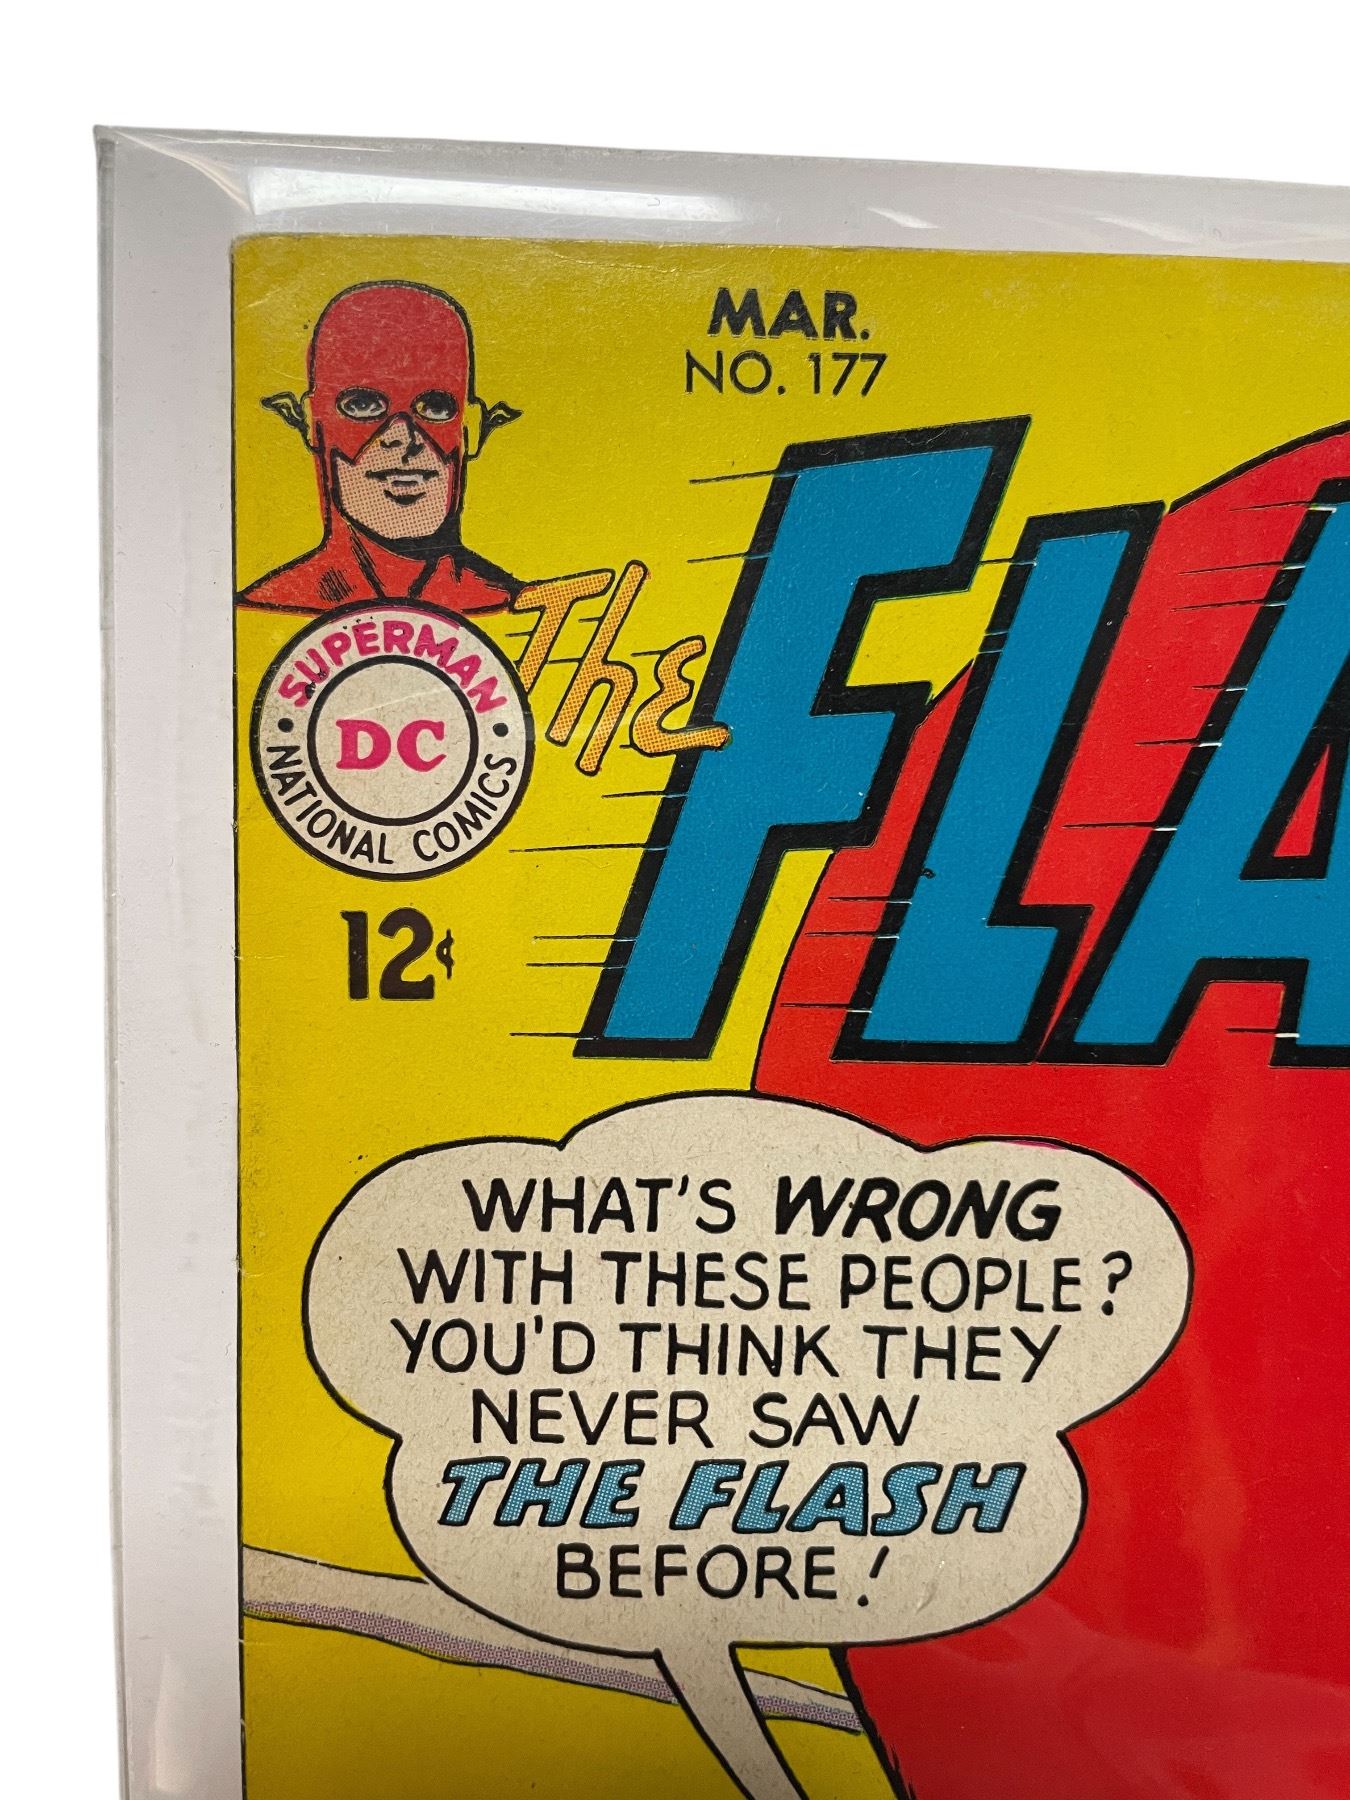 MAR.
NO. 177
The FLA
SUPERMAN
DC
• NATIONAL COMICS •
12¢
WHAT'S WRONG
WITH THESE PEOPLE?
YOU'D THINK THEY
NEVER SAW
THE FLASH
BEFORE!